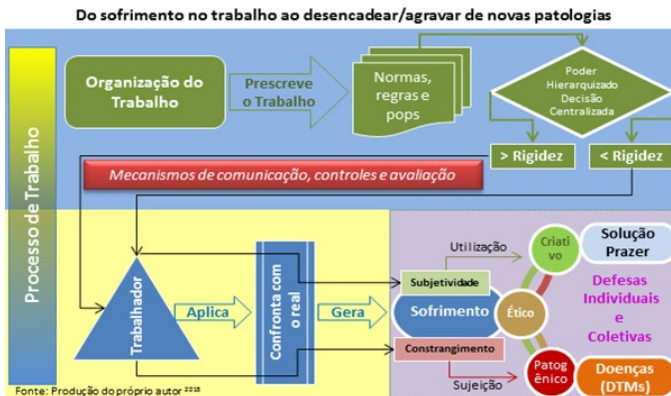 Do sofrimento no trabalho ao desencadear/agravar de novas patologias
Processo de Trabalho
Organização do
Trabalho
Prescreve
o Trabalho
Normas,
regras e
pops
Poder
Hierarquizado
Decisão
Centralizada
> Rigidez
< Rigidez
Mecanismos de comunicação, controles e avaliação
Trabalhador
Aplica
Confronta com
o real
Gera
Subjetividade
Sofrimento
Constrangimento
Utilização
Sujeição
Criati
vo
Ético
Patog
ênico
Solução
Prazer
Defesas
Individuais
e
Coletivas
Doenças
(DTMs)
Fonte: Produção do próprio autor 2018